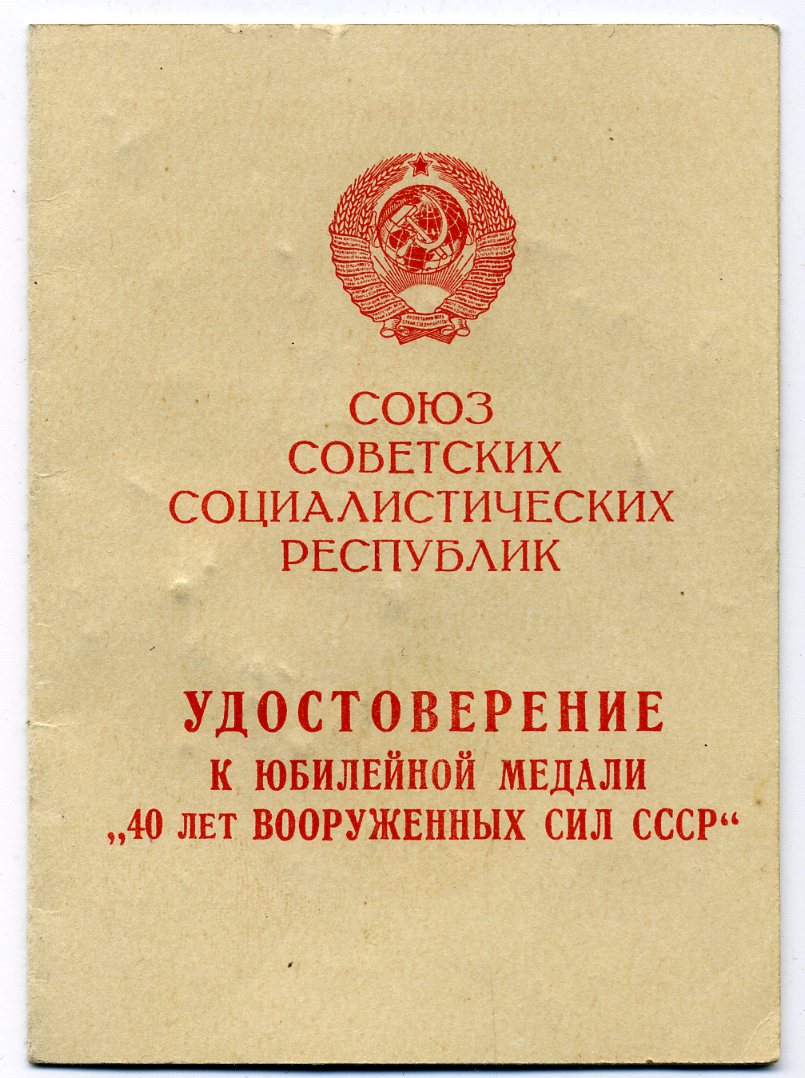 СОЮЗ
СОВЕТСКИХ
СОЦИАЛИСТИЧЕСКИХ
РЕСПУБЛИК
УДОСТОВЕРЕНИЕ
К ЮБИЛЕЙНОЙ МЕДАЛИ
„40 ЛЕТ ВООРУЖЕННЫХ СИЛ СССР“